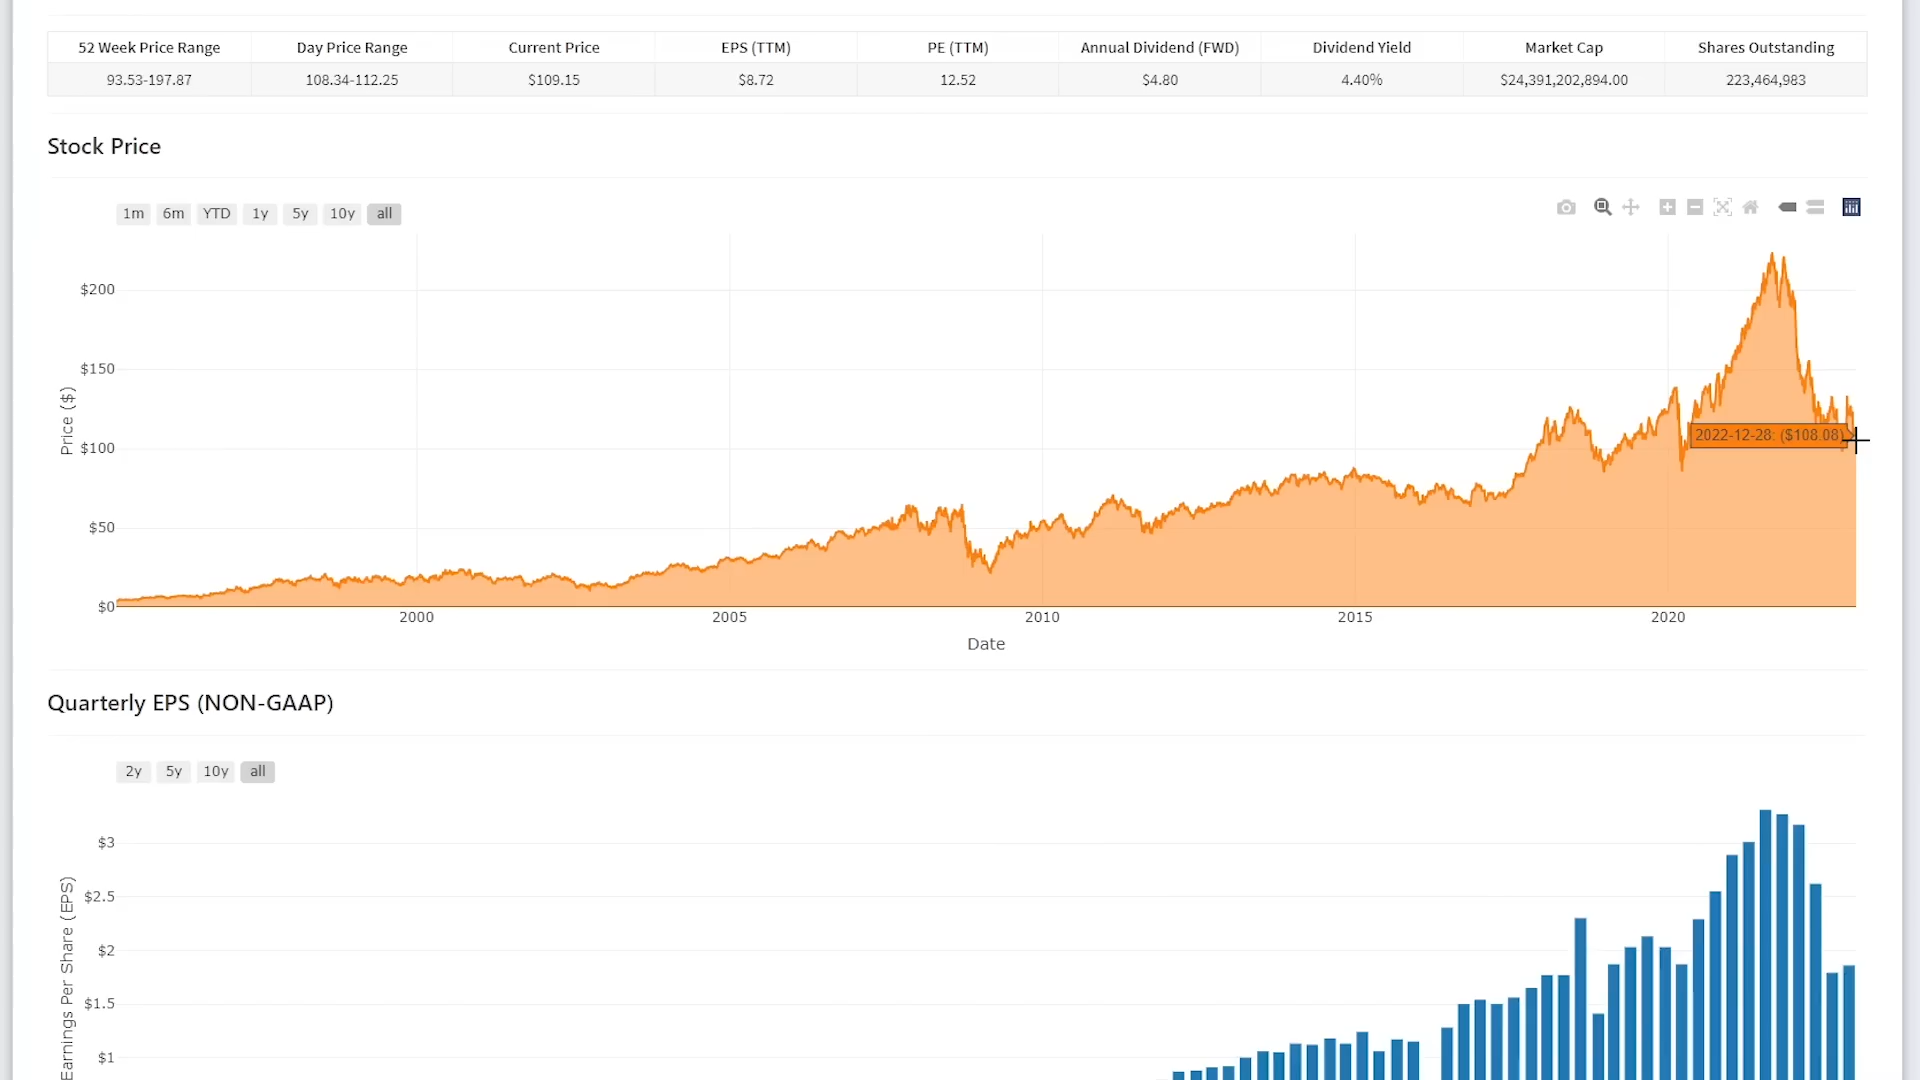 52 Week Price Range Day Price Range Current Price EPS (TTM) PE (TTM) Annual Dividend (FWD) Dividend Yield Market Cap Shares Outstanding
93.53-197.87 108.34-112.25 $109.15 $8.72 12.52 $4.80 4.40% $24,391,202,894.00 223,464,983
Stock Price
1m 6m YTD 1y 5y 10y all
$200
$150
$100
$50
$0
Price ($)
2022-12-28: ($108.08)
2000 2005 2010 2015 2020
Date
Quarterly EPS (NON-GAAP)
2y 5y 10y all
$3
$2.5
$2
$1.5
$1
Earnings Per Share (EPS)